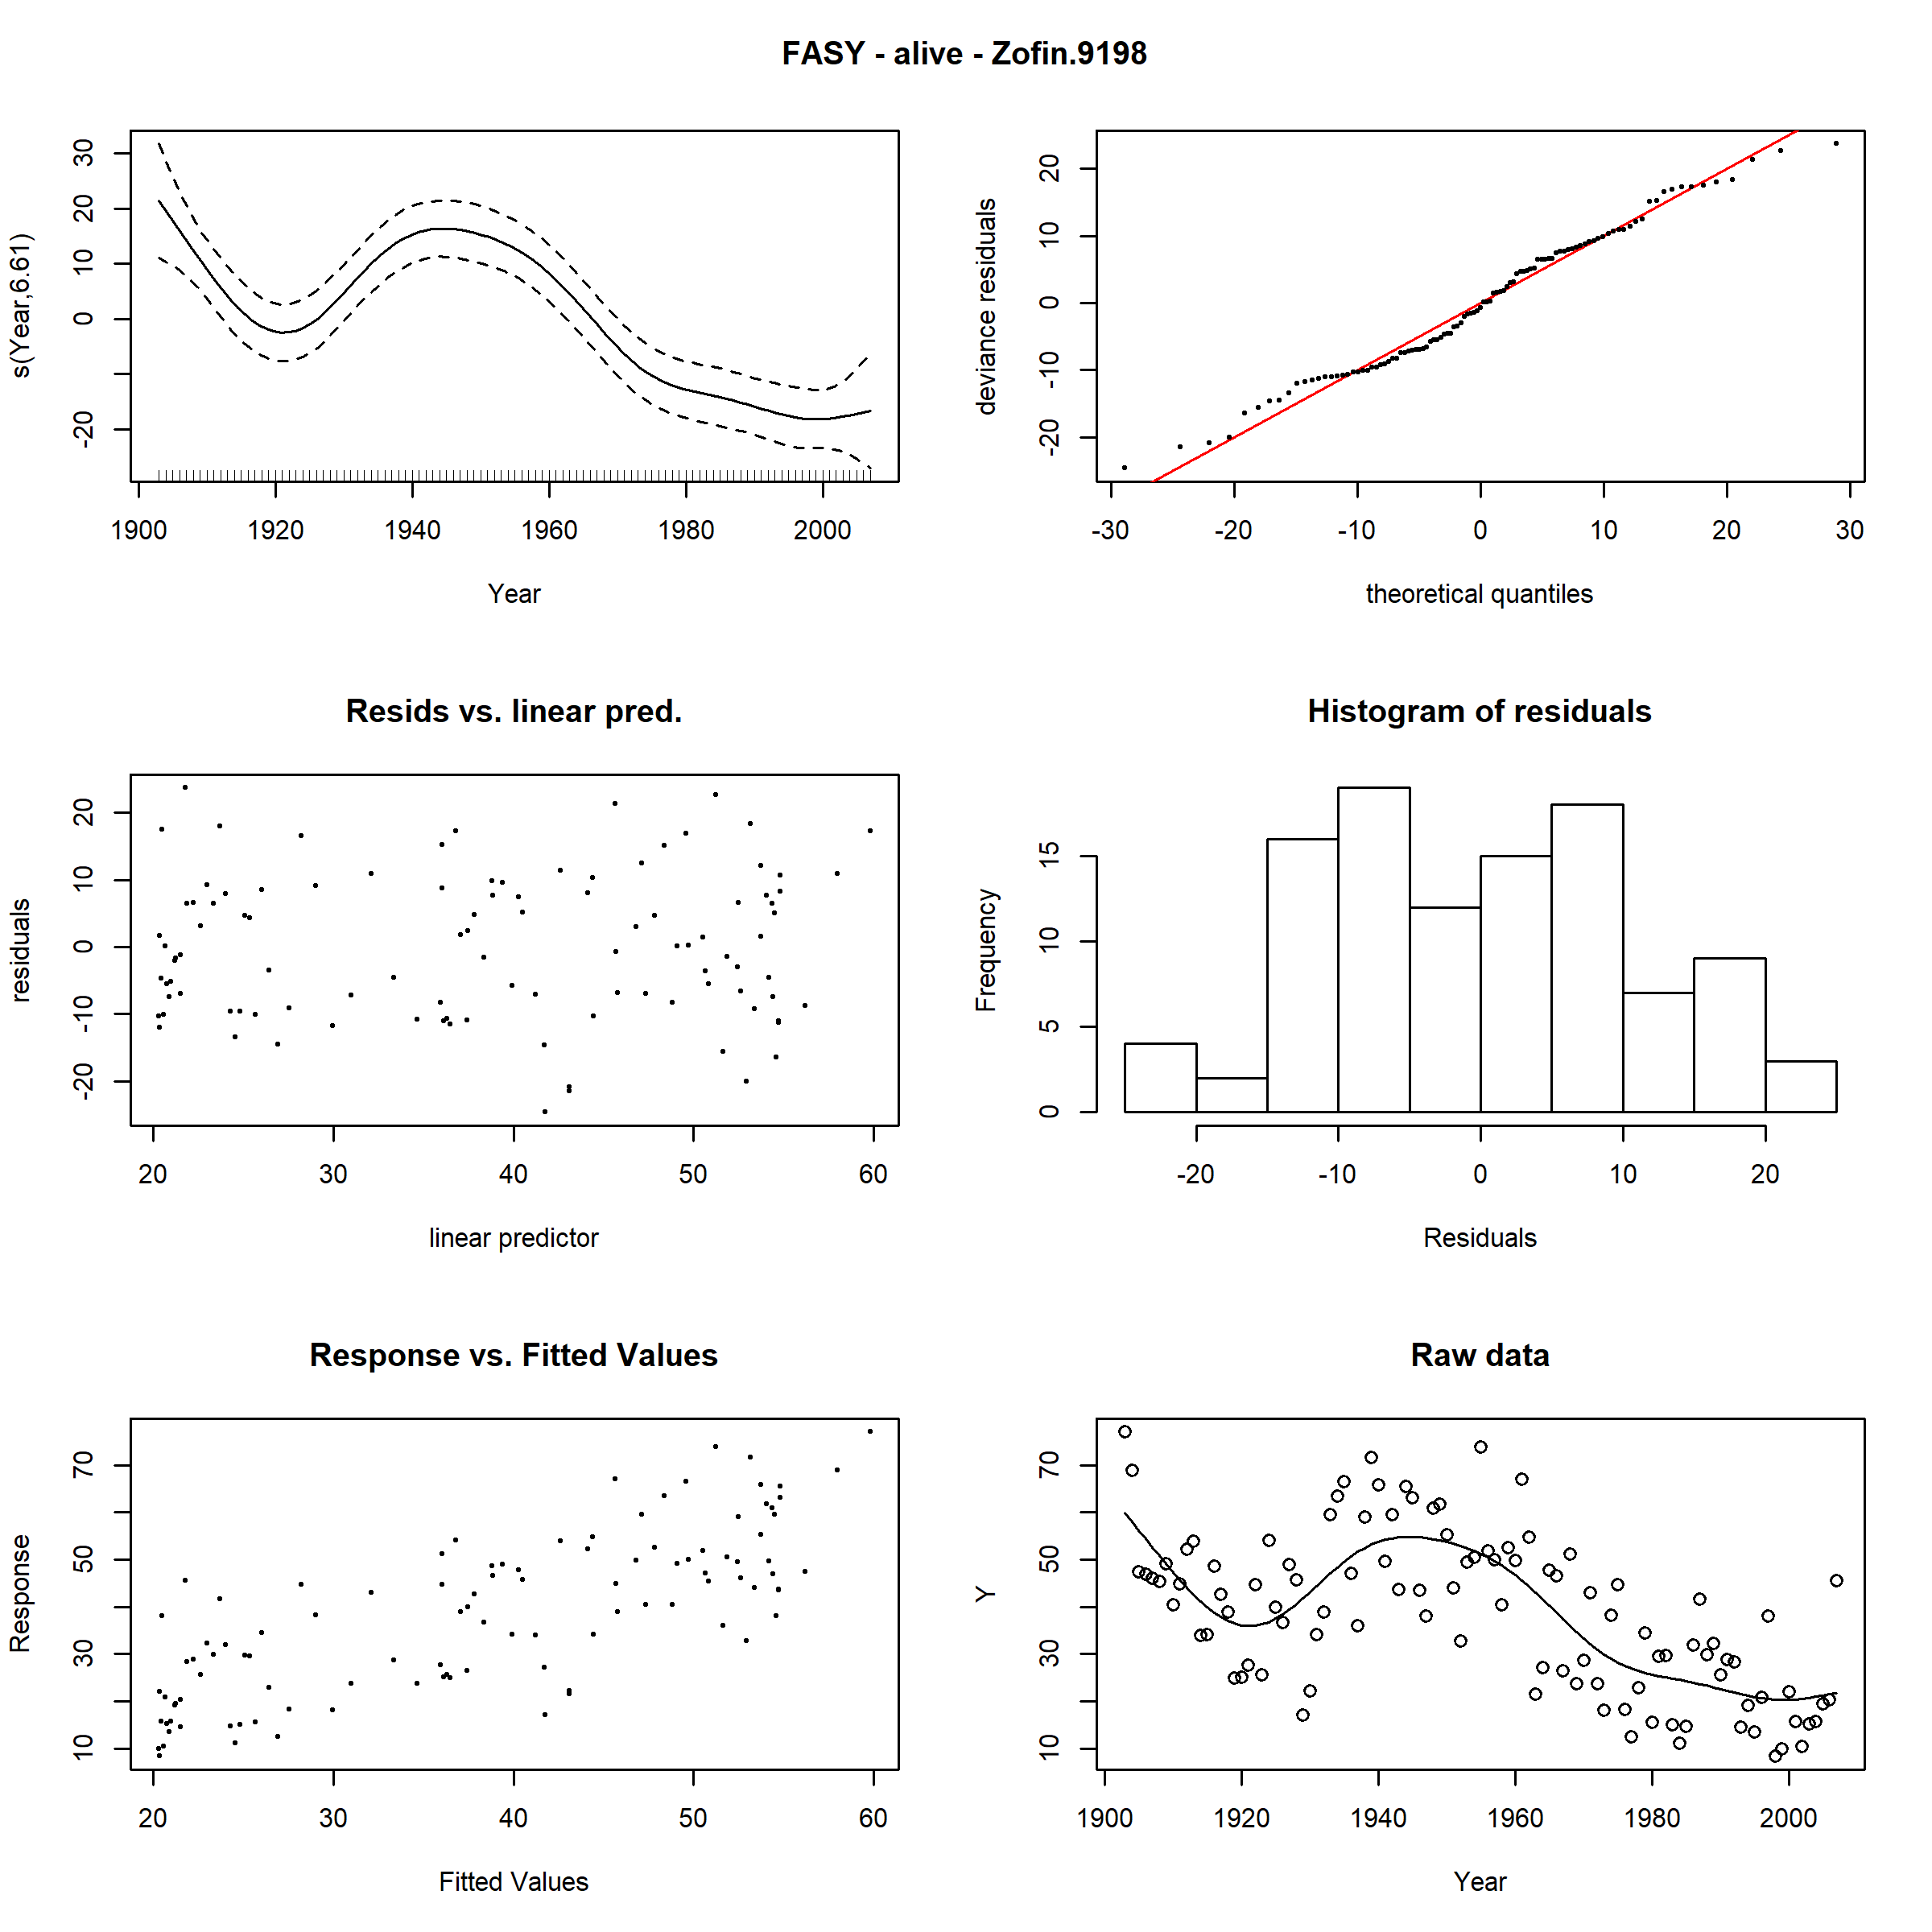 FASY - alive - Zofin.9198
s(Year,6.61)
30
20
10
0
-20
1900 1920 1940 1960 1980 2000
Year
deviance residuals
20
10
0
-10
-20
-30 -20 -10 0 10 20 30
theoretical quantiles
Resids vs. linear pred.
residuals
20
10
0
-10
-20
20 30 40 50 60
linear predictor
Histogram of residuals
Frequency
15
10
5
0
-20 -10 0 10 20
Residuals
Response vs. Fitted Values
Response
70
50
30
10
20 30 40 50 60
Fitted Values
Raw data
Y
70
50
30
10
1900 1920 1940 1960 1980 2000
Year